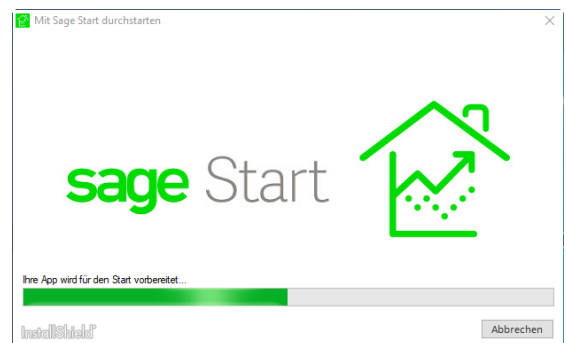 Mit Sage Start durchstarten
sage Start
Ihre App wird für den Start vorbereitet...
InstallShield
Abbrechen